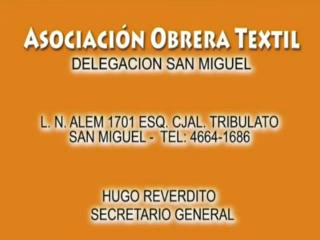 ASOCIACIÓN OBRERA TEXTIL
DELEGACION SAN MIGUEL
L. N. ALEM 1701 ESQ. CJAL. TRIBULATO
SAN MIGUEL - TEL: 4664-1686
HUGO REVERDITO
SECRETARIO GENERAL